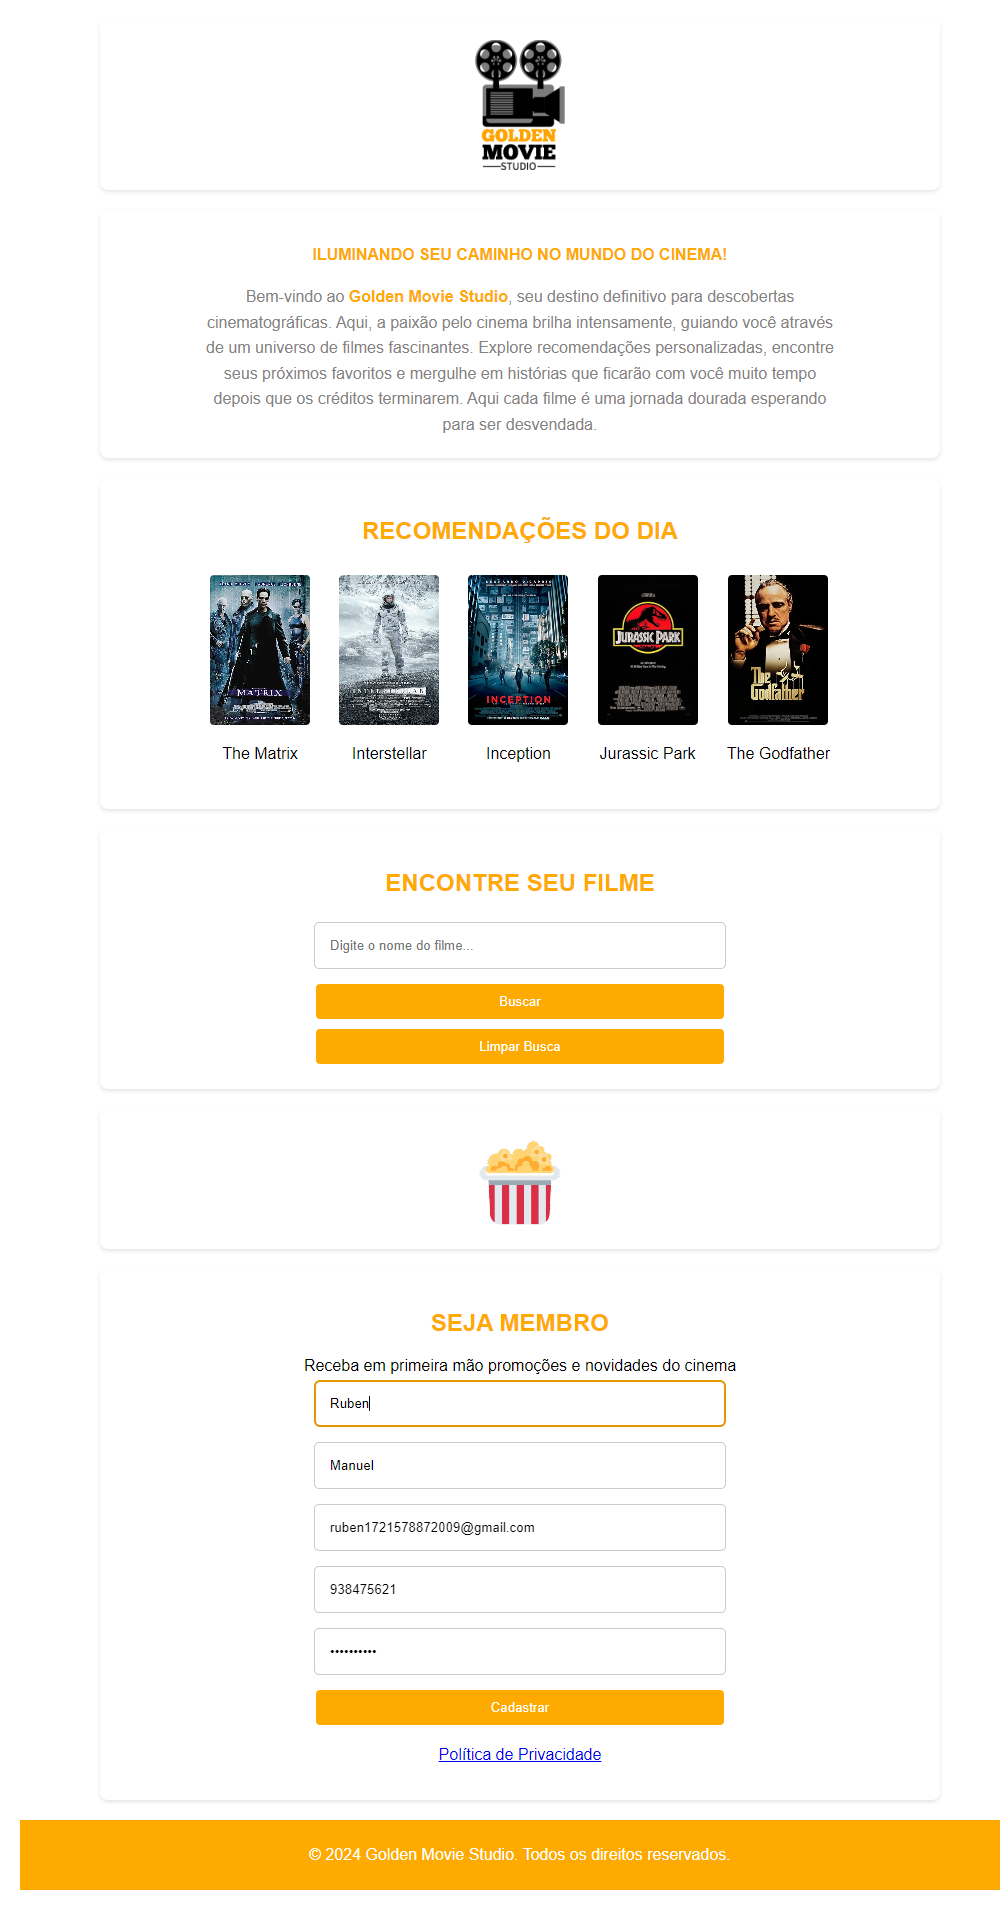 GOLDEN
MOVIE
STUDIO
ILUMINANDO SEU CAMINHO NO MUNDO DO CINEMA!
Bem-vindo ao Golden Movie Studio, seu destino definitivo para descobertas
cinematográficas. Aqui, a paixão pelo cinema brilha intensamente, guiando você através
de um universo de filmes fascinantes. Explore recomendações personalizadas, encontre
seus próximos favoritos e mergulhe em histórias que ficarão com você muito tempo
depois que os créditos terminarem. Aqui cada filme é uma jornada dourada esperando
para ser desvendada.
RECOMENDAÇÕES DO DIA
MATRIX
INTERSTELLAR
INCEPTION
JURASSIC PARK
The Godfather
The Matrix
Interstellar
Inception
Jurassic Park
The Godfather
ENCONTRE SEU FILME
Digite o nome do filme...
Buscar
Limpar Busca
SEJA MEMBRO
Receba em primeira mão promoções e novidades do cinema
Ruben
Manuel
ruben1721578872009@gmail.com
938475621
••••••••••
Cadastrar
Política de Privacidade
© 2024 Golden Movie Studio. Todos os direitos reservados.